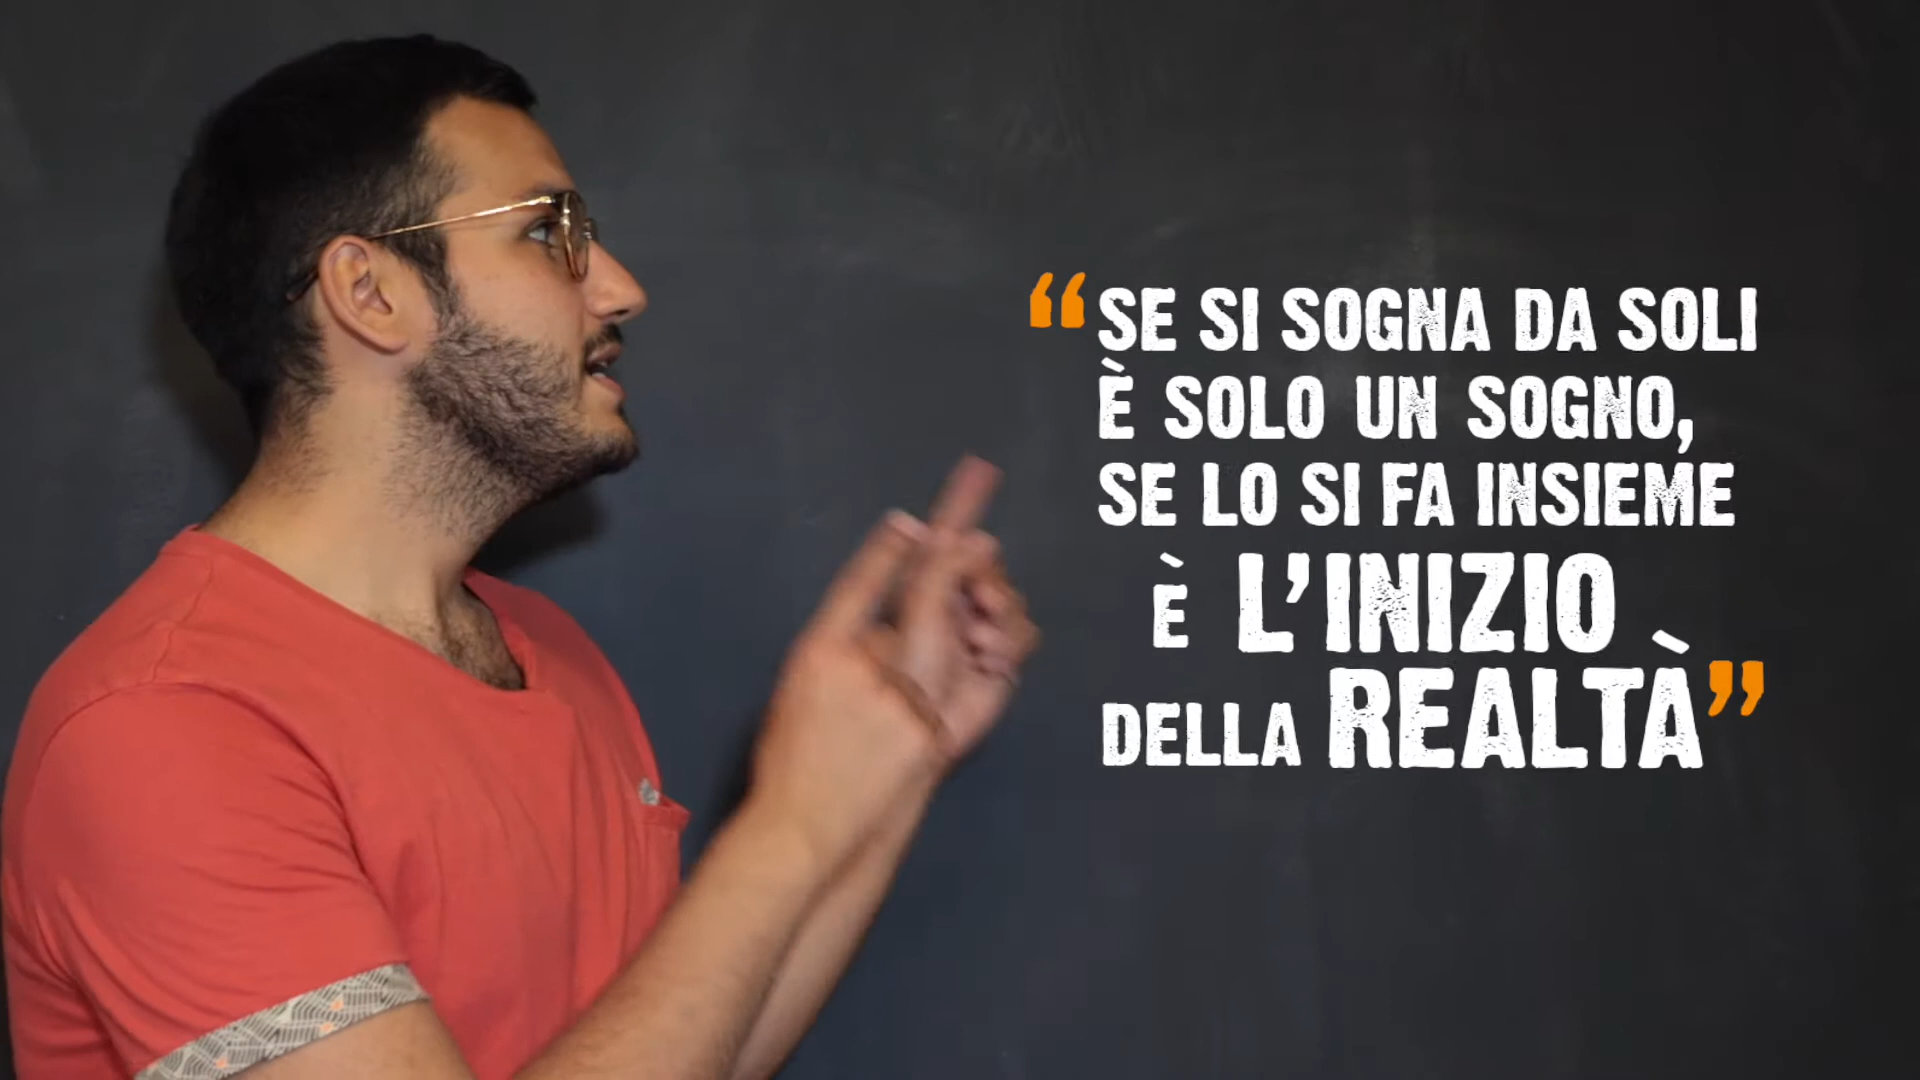 “SE SI SOGNA DA SOLI
È SOLO UN SOGNO,
SE LO SI FA INSIEME
È L’INIZIO
DELLA REALTÀ”